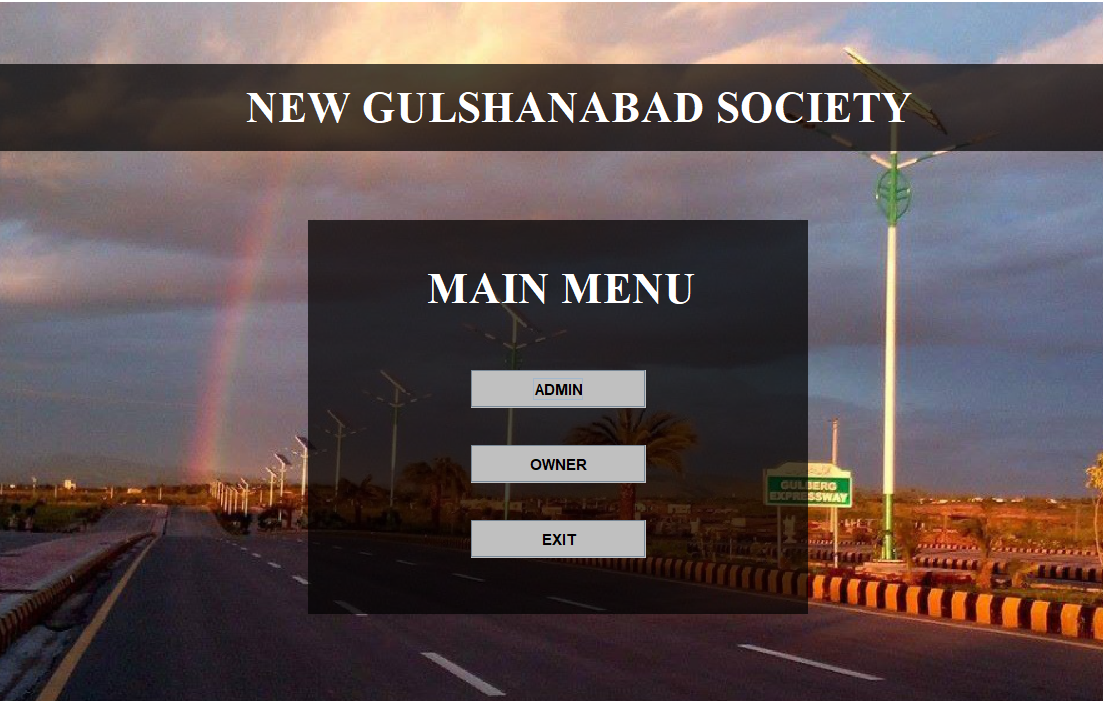 NEW GULSHANABAD SOCIETY
MAIN MENU
ADMIN
OWNER
EXIT
GULBERG
EXPRESSWAY